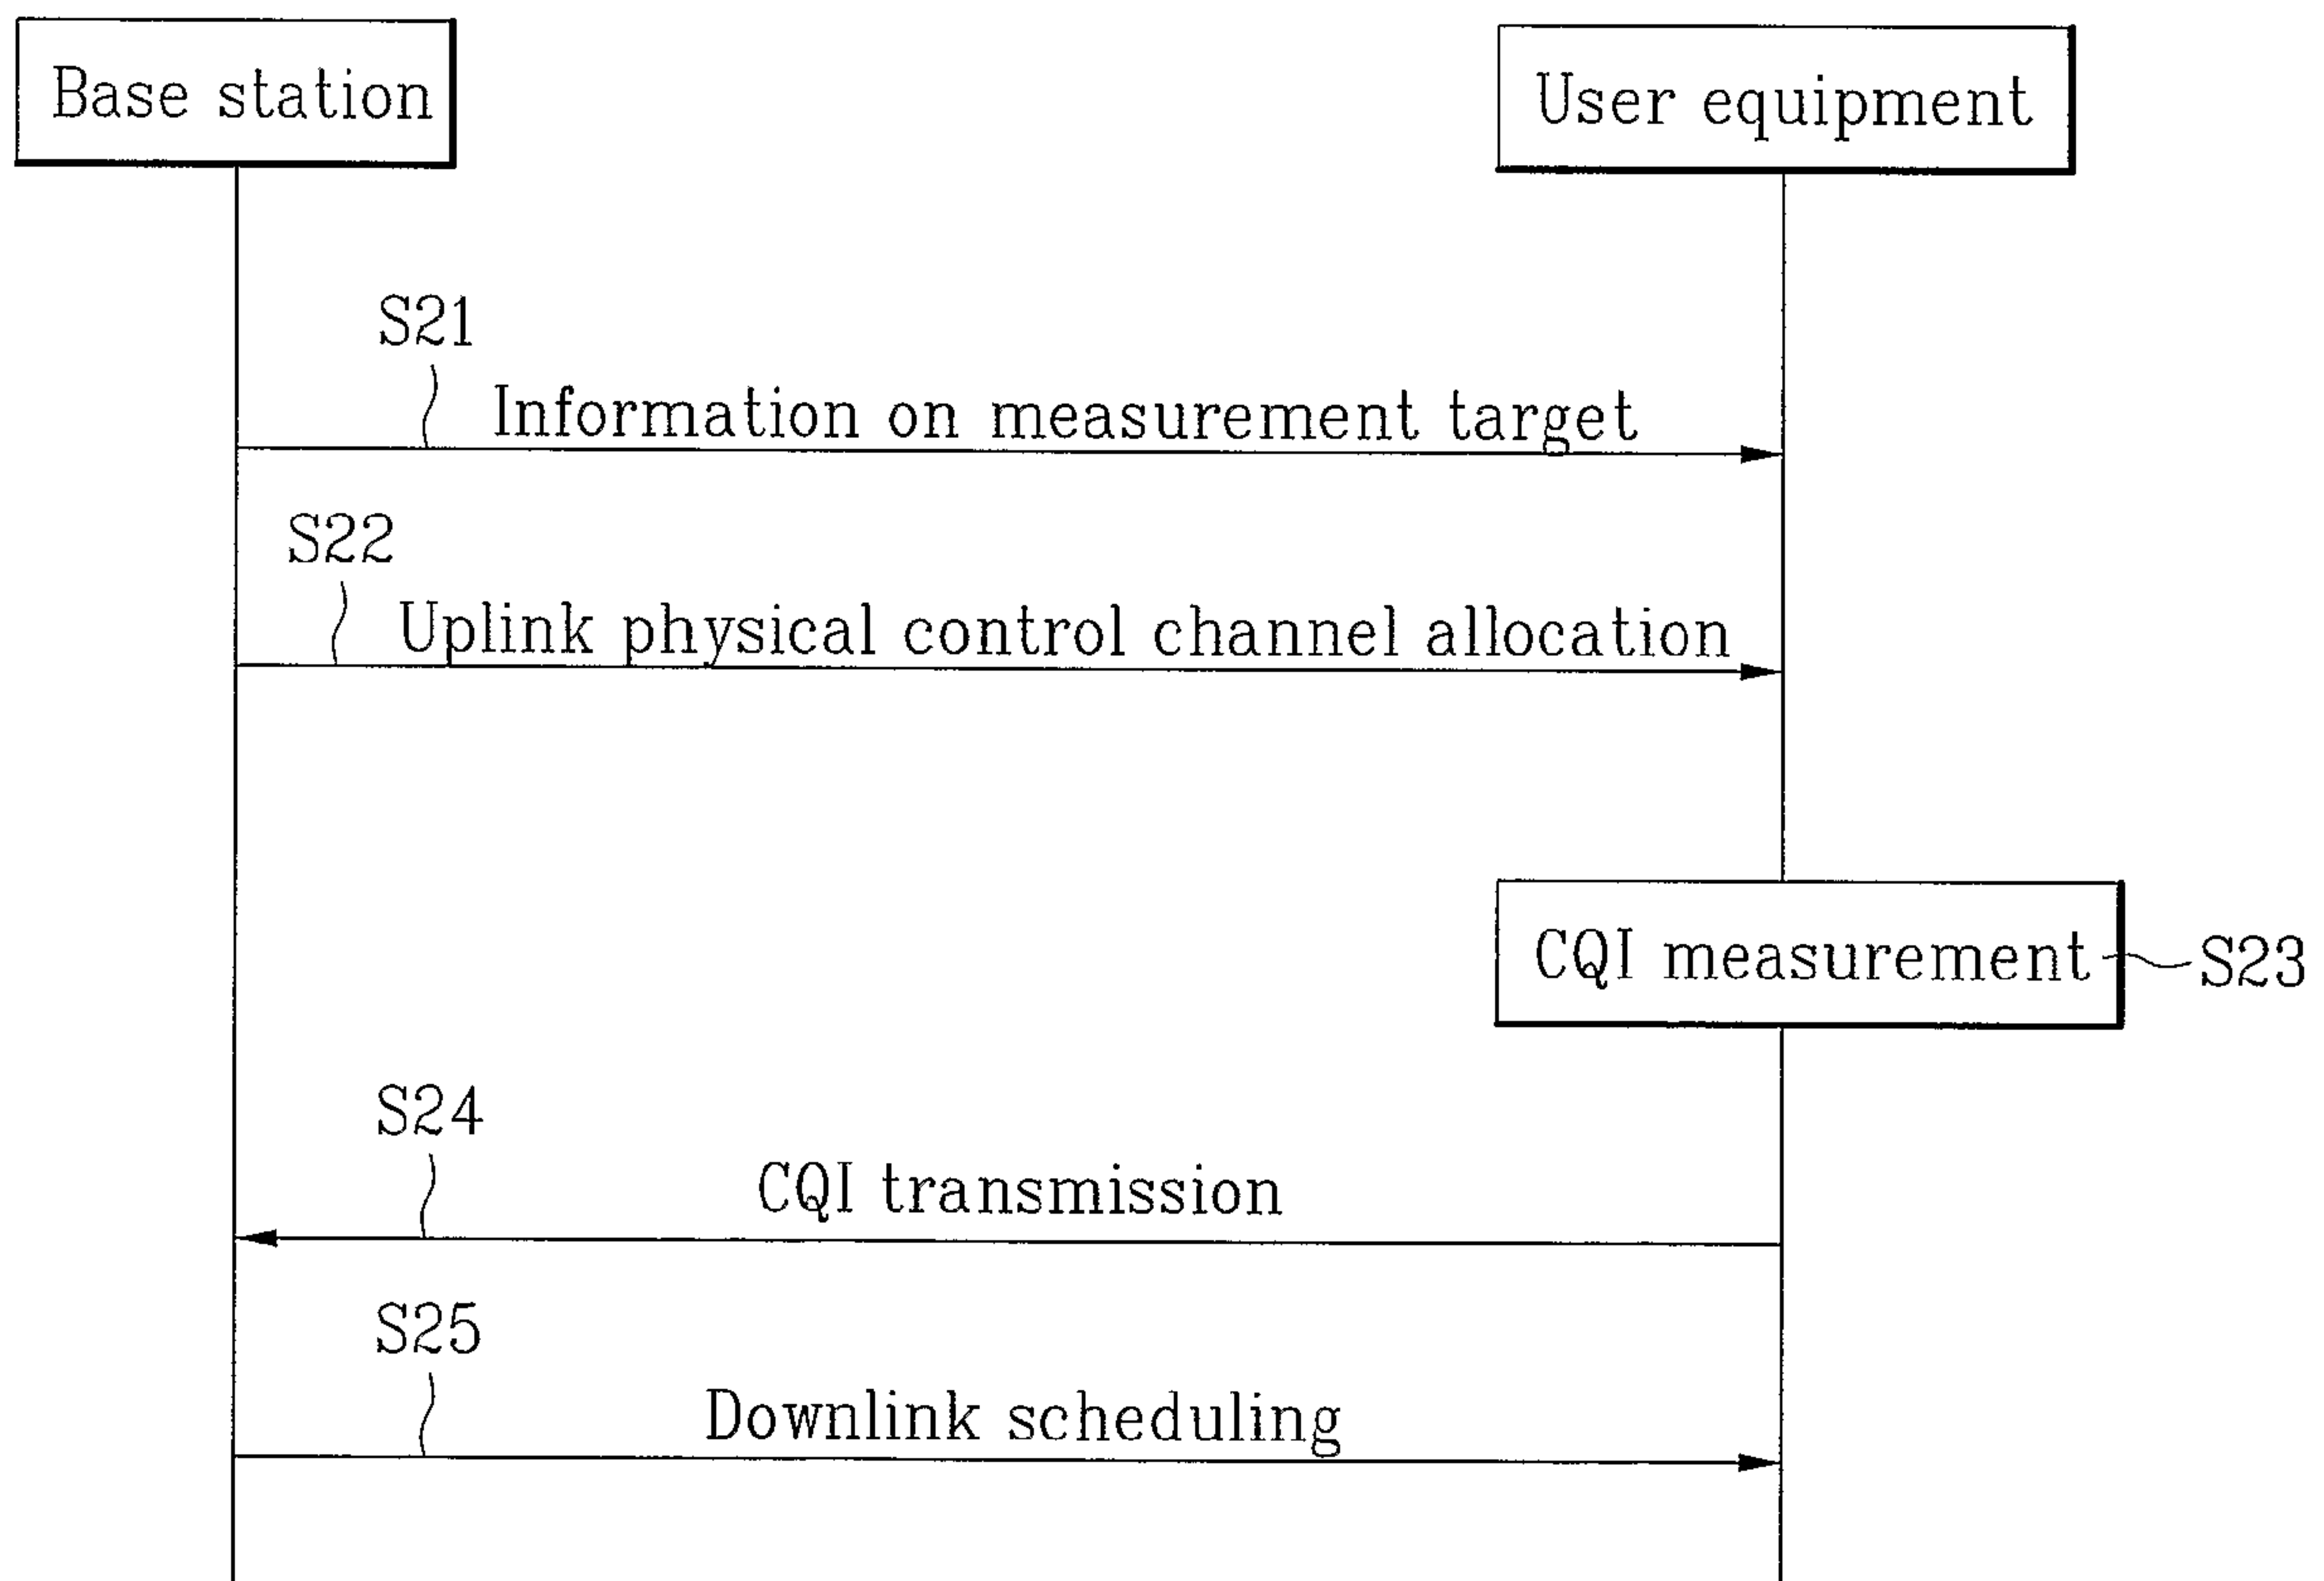 Base station
User equipment
S21
Information on measurement target
S22
Uplink physical control channel allocation
CQI measurement
S23
S24
CQI transmission
S25
Downlink scheduling